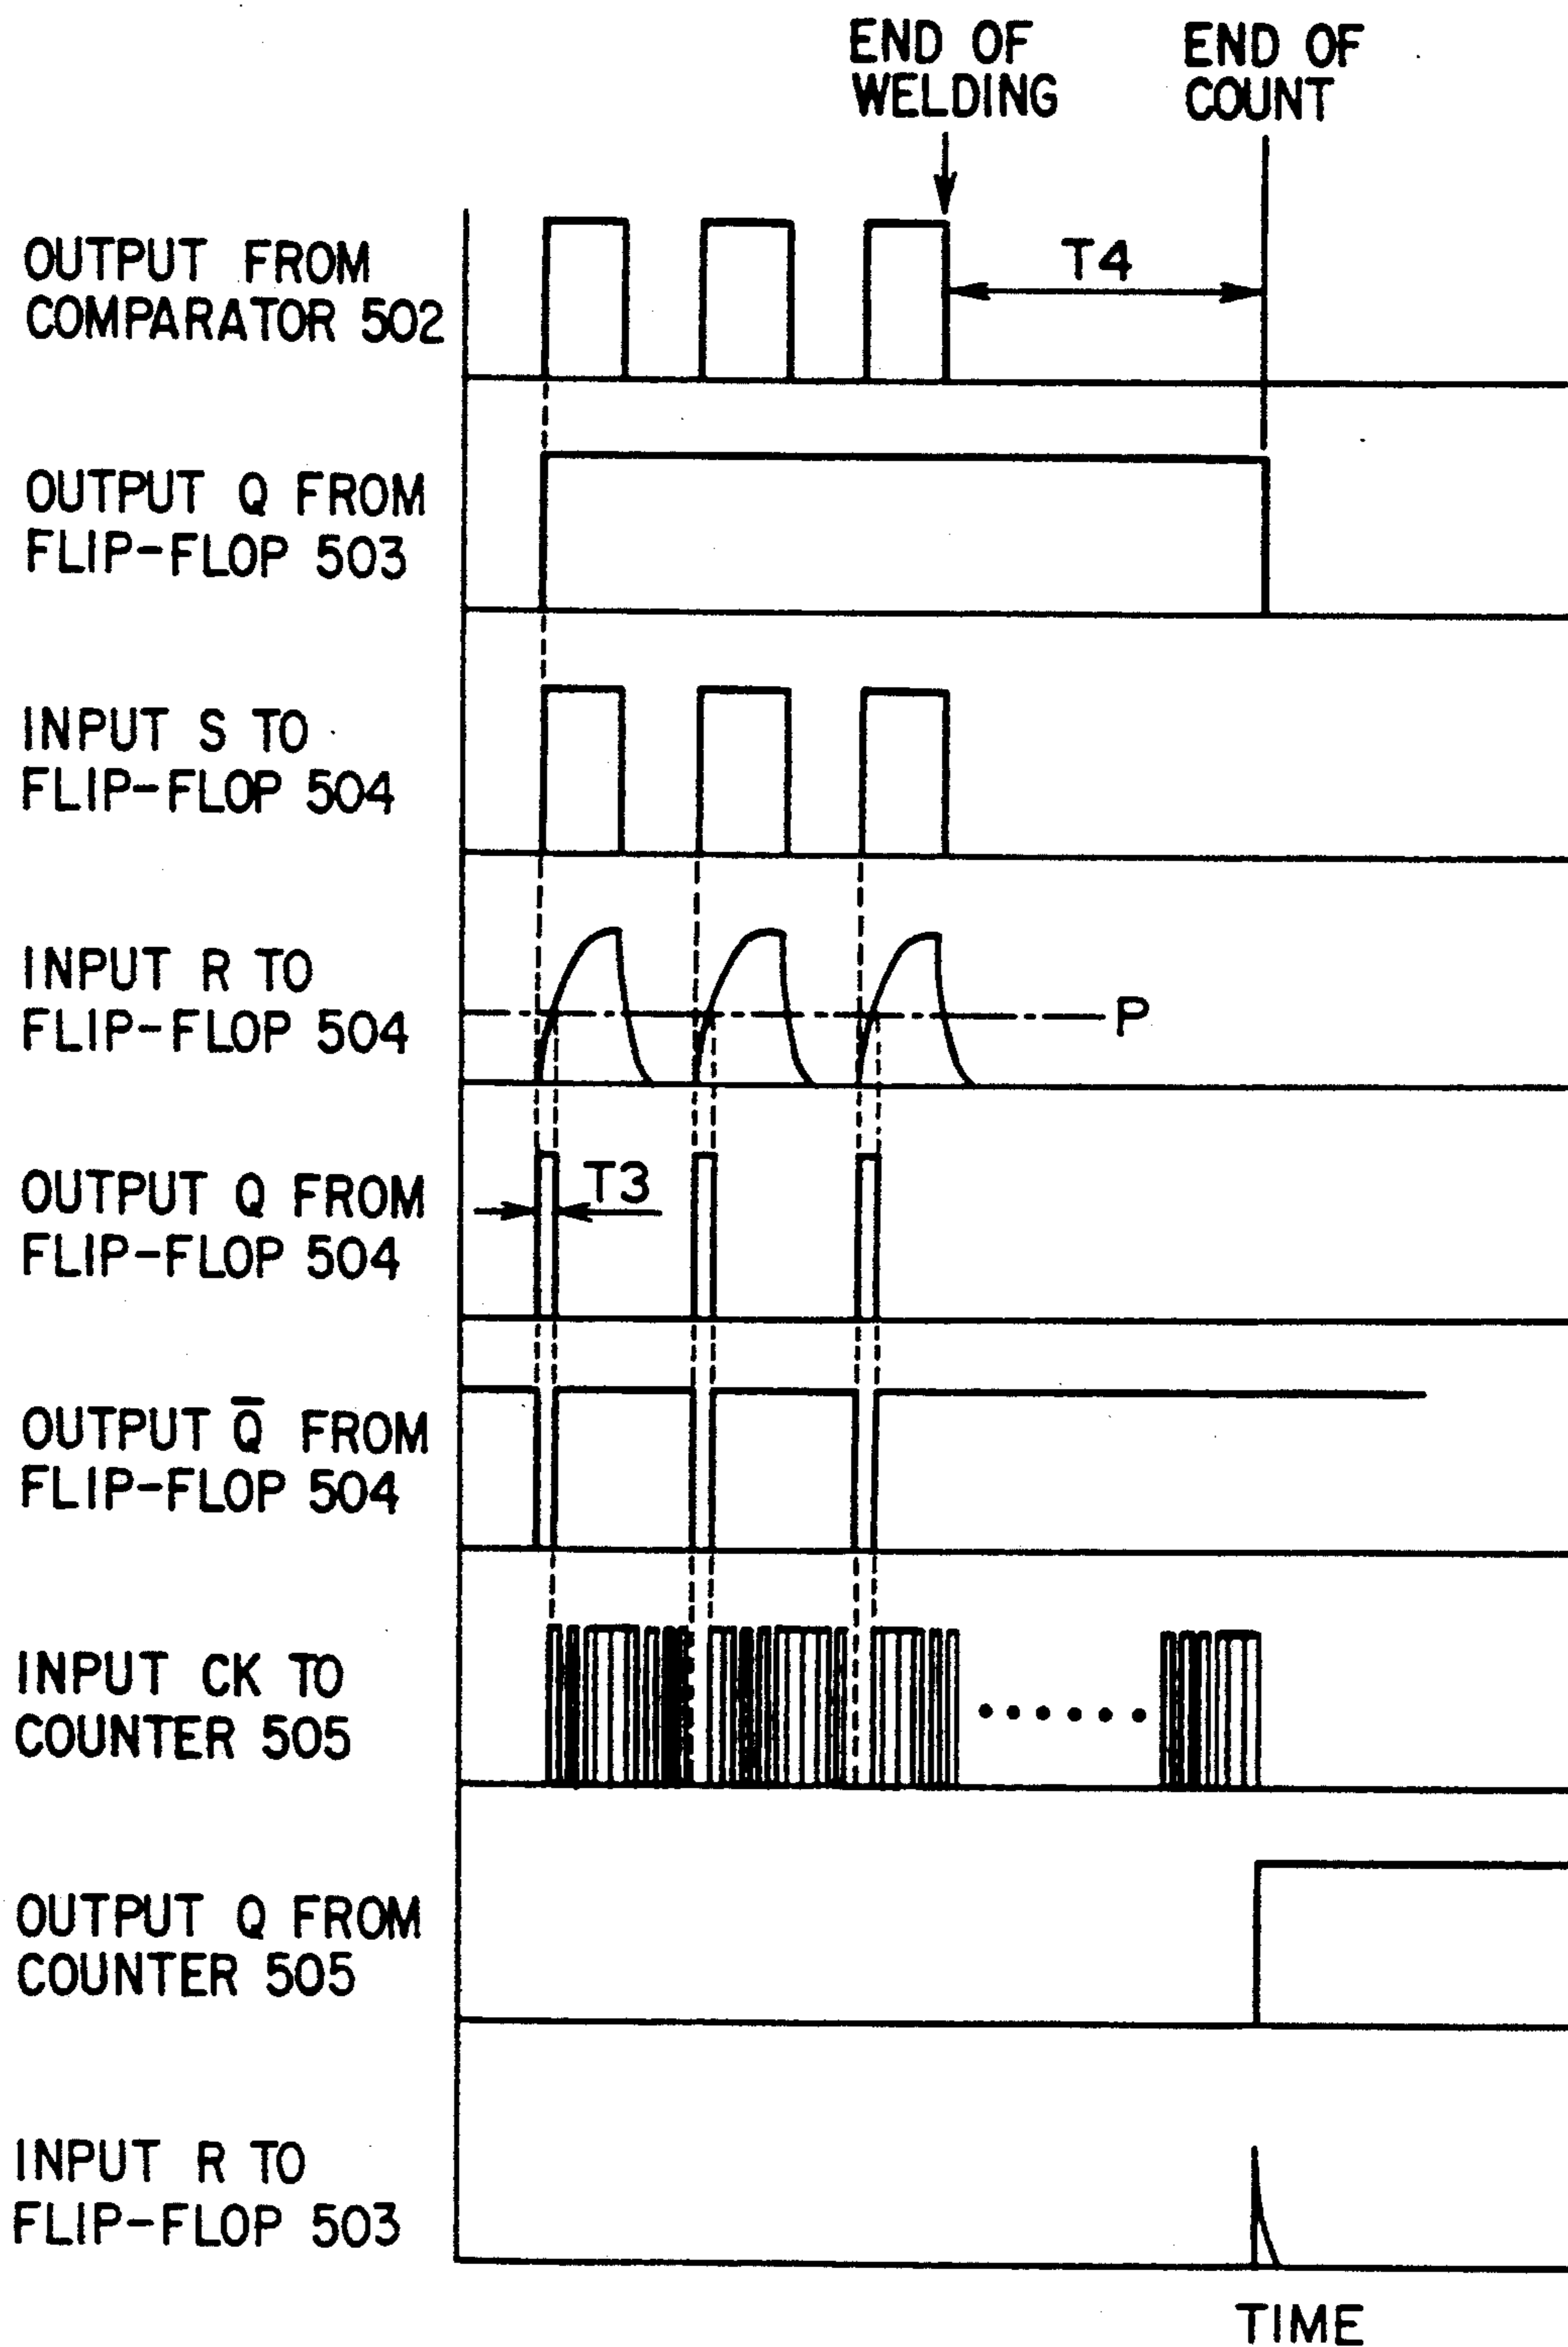 END OF
WELDING
END OF
COUNT
OUTPUT FROM
COMPARATOR 502
T4
OUTPUT Q FROM
FLIP-FLOP 503
INPUT S TO
FLIP-FLOP 504
INPUT R TO
FLIP-FLOP 504
P
OUTPUT Q FROM
FLIP-FLOP 504
T3
OUTPUT Q̅ FROM
FLIP-FLOP 504
INPUT CK TO
COUNTER 505
OUTPUT Q FROM
COUNTER 505
INPUT R TO
FLIP-FLOP 503
TIME